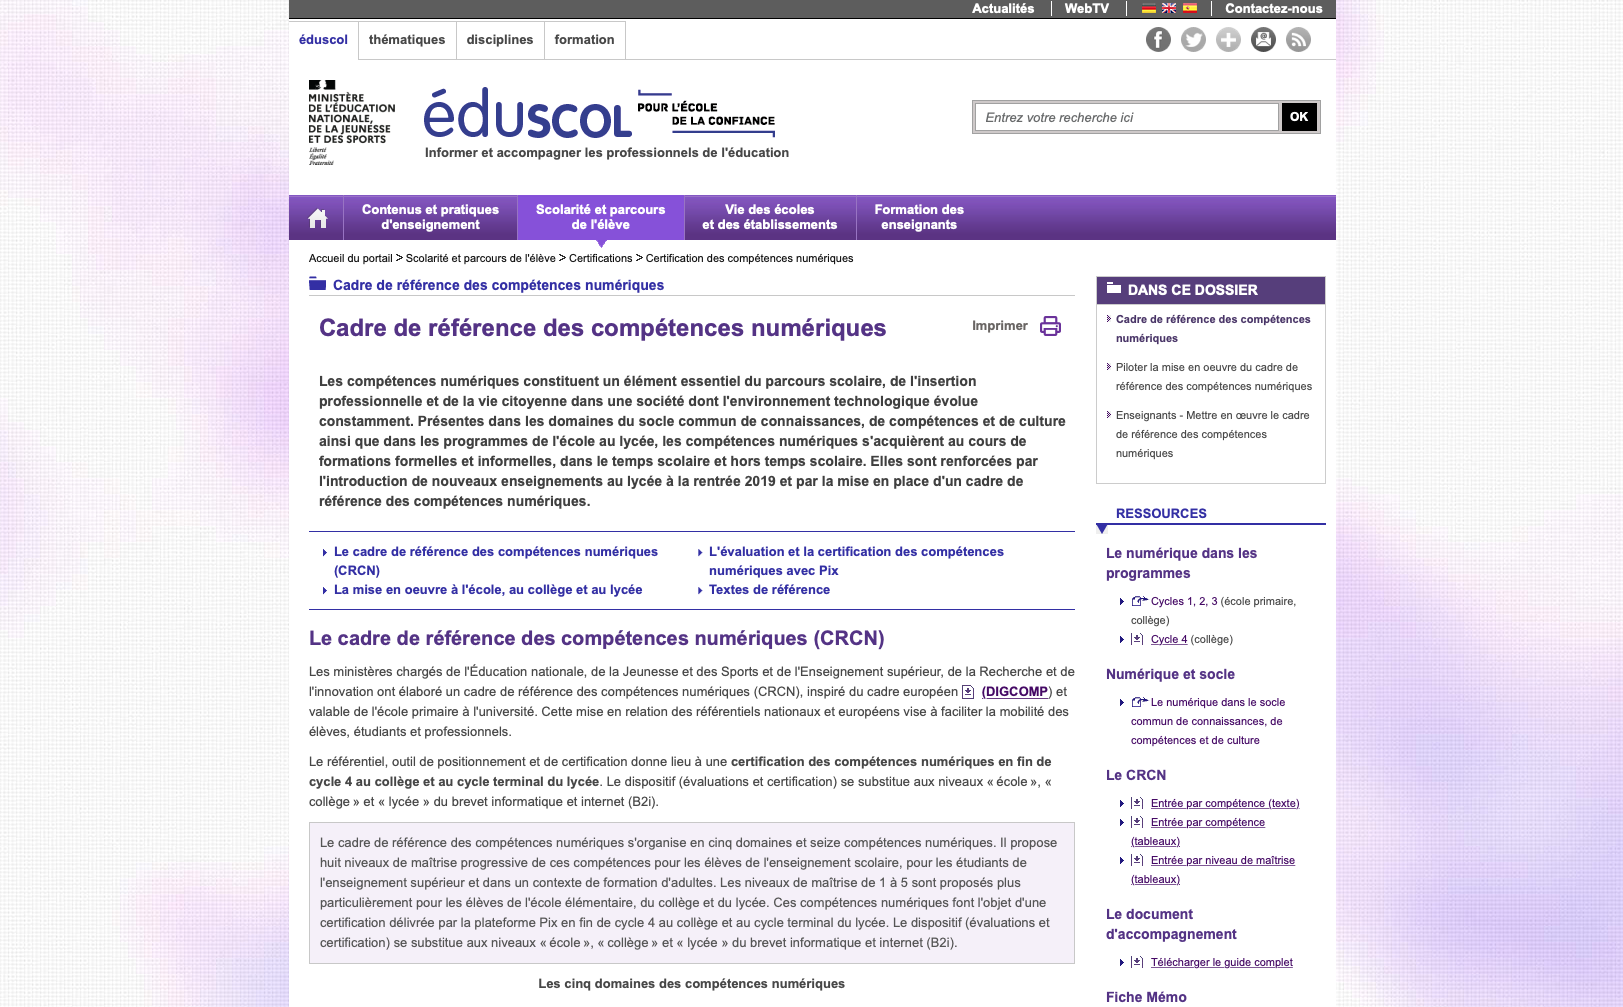 Actualités
WebTV
Contactez-nous
éduscol
thématiques
disciplines
formation
MINISTÈRE
DE L'ÉDUCATION
NATIONALE,
DE LA JEUNESSE
ET DES SPORTS
Liberté
Égalité
Fraternité
éduSCOL
POUR L'ÉCOLE
DE LA CONFIANCE
Informer et accompagner les professionnels de l'éducation
Entrez votre recherche ici
OK
Contenus et pratiques
d'enseignement
Scolarité et parcours
de l'élève
Vie des écoles
et des établissements
Formation des
enseignants
Accueil du portail > Scolarité et parcours de l'élève > Certifications > Certification des compétences numériques
Cadre de référence des compétences numériques
Cadre de référence des compétences numériques
Imprimer
Les compétences numériques constituent un élément essentiel du parcours scolaire, de l'insertion
professionnelle et de la vie citoyenne dans une société dont l'environnement technologique évolue
constamment. Présentes dans les domaines du socle commun de connaissances, de compétences et de culture
ainsi que dans les programmes de l'école au lycée, les compétences numériques s'acquièrent au cours de
formations formelles et informelles, dans le temps scolaire et hors temps scolaire. Elles sont renforcées par
l'introduction de nouveaux enseignements au lycée à la rentrée 2019 et par la mise en place d'un cadre de
référence des compétences numériques.
Le cadre de référence des compétences numériques
(CRCN)
La mise en oeuvre à l'école, au collège et au lycée
L'évaluation et la certification des compétences
numériques avec Pix
Textes de référence
Le cadre de référence des compétences numériques (CRCN)
Les ministères chargés de l'Éducation nationale, de la Jeunesse et des Sports et de l'Enseignement supérieur, de la Recherche et de
l'innovation ont élaboré un cadre de référence des compétences numériques (CRCN), inspiré du cadre européen (DIGCOMP) et
valable de l'école primaire à l'université. Cette mise en relation des référentiels nationaux et européens vise à faciliter la mobilité des
élèves, étudiants et professionnels.
Le référentiel, outil de positionnement et de certification donne lieu à une certification des compétences numériques en fin de
cycle 4 au collège et au cycle terminal du lycée. Le dispositif (évaluations et certification) se substitue aux niveaux « école », «
collège » et « lycée » du brevet informatique et internet (B2i).
Le cadre de référence des compétences numériques s'organise en cinq domaines et seize compétences numériques. Il propose
huit niveaux de maîtrise progressive de ces compétences pour les élèves de l'enseignement scolaire, pour les étudiants de
l'enseignement supérieur et dans un contexte de formation d'adultes. Les niveaux de maîtrise de 1 à 5 sont proposés plus
particulièrement pour les élèves de l'école élémentaire, du collège et du lycée. Ces compétences numériques font l'objet d'une
certification délivrée par la plateforme Pix en fin de cycle 4 au collège et au cycle terminal du lycée. Le dispositif (évaluations et
certification) se substitue aux niveaux « école », « collège » et « lycée » du brevet informatique et internet (B2i).
Les cinq domaines des compétences numériques
DANS CE DOSSIER
Cadre de référence des compétences
numériques
Piloter la mise en oeuvre du cadre de
référence des compétences numériques
Enseignants - Mettre en œuvre le cadre
de référence des compétences
numériques
RESSOURCES
Le numérique dans les
programmes
Cycles 1, 2, 3 (école primaire,
collège)
Cycle 4 (collège)
Numérique et socle
Le numérique dans le socle
commun de connaissances, de
compétences et de culture
Le CRCN
Entrée par compétence (texte)
Entrée par compétence
(tableaux)
Entrée par niveau de maîtrise
(tableaux)
Le document
d'accompagnement
Télécharger le guide complet
Fiche Mémo